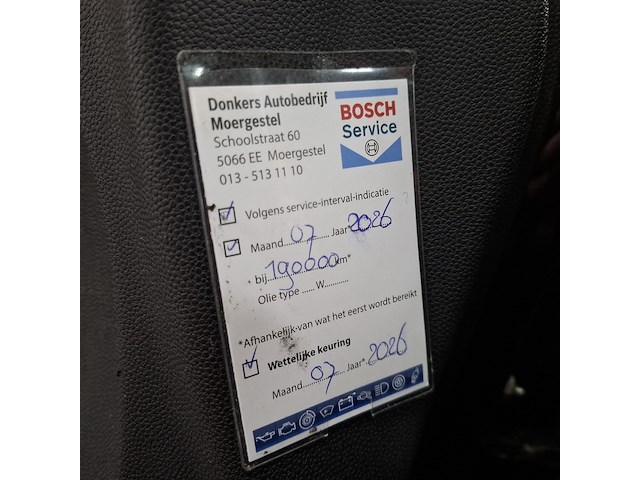 Donkers Autobedrijf
Moergestel
Schoolstraat 60
5066 EE Moergestel
013 - 513 11 10
BOSCH
Service
Volgens service-interval-indicatie
Maand......07...... Jaar*2026
* bij...190000...km*
Olie type ...... W............
*Afhankelijk van wat het eerst wordt bereikt
Wettelijke keuring
Maand......07...... Jaar*.2026